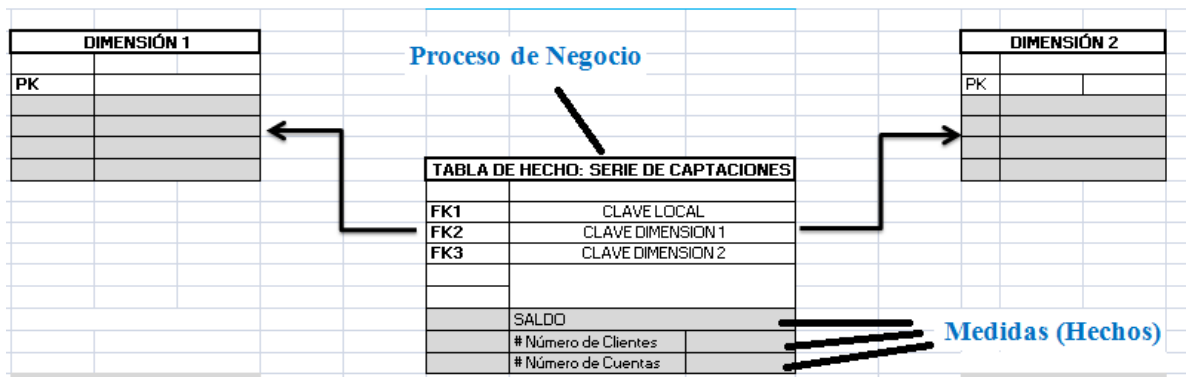 DIMENSIÓN 1
PK
Proceso de Negocio
DIMENSIÓN 2
PK
TABLA DE HECHO: SERIE DE CAPTACIONES
FK1 CLAVE LOCAL
FK2 CLAVE DIMENSION 1
FK3 CLAVE DIMENSION 2
SALDO
# Número de Clientes
# Número de Cuentas
Medidas (Hechos)